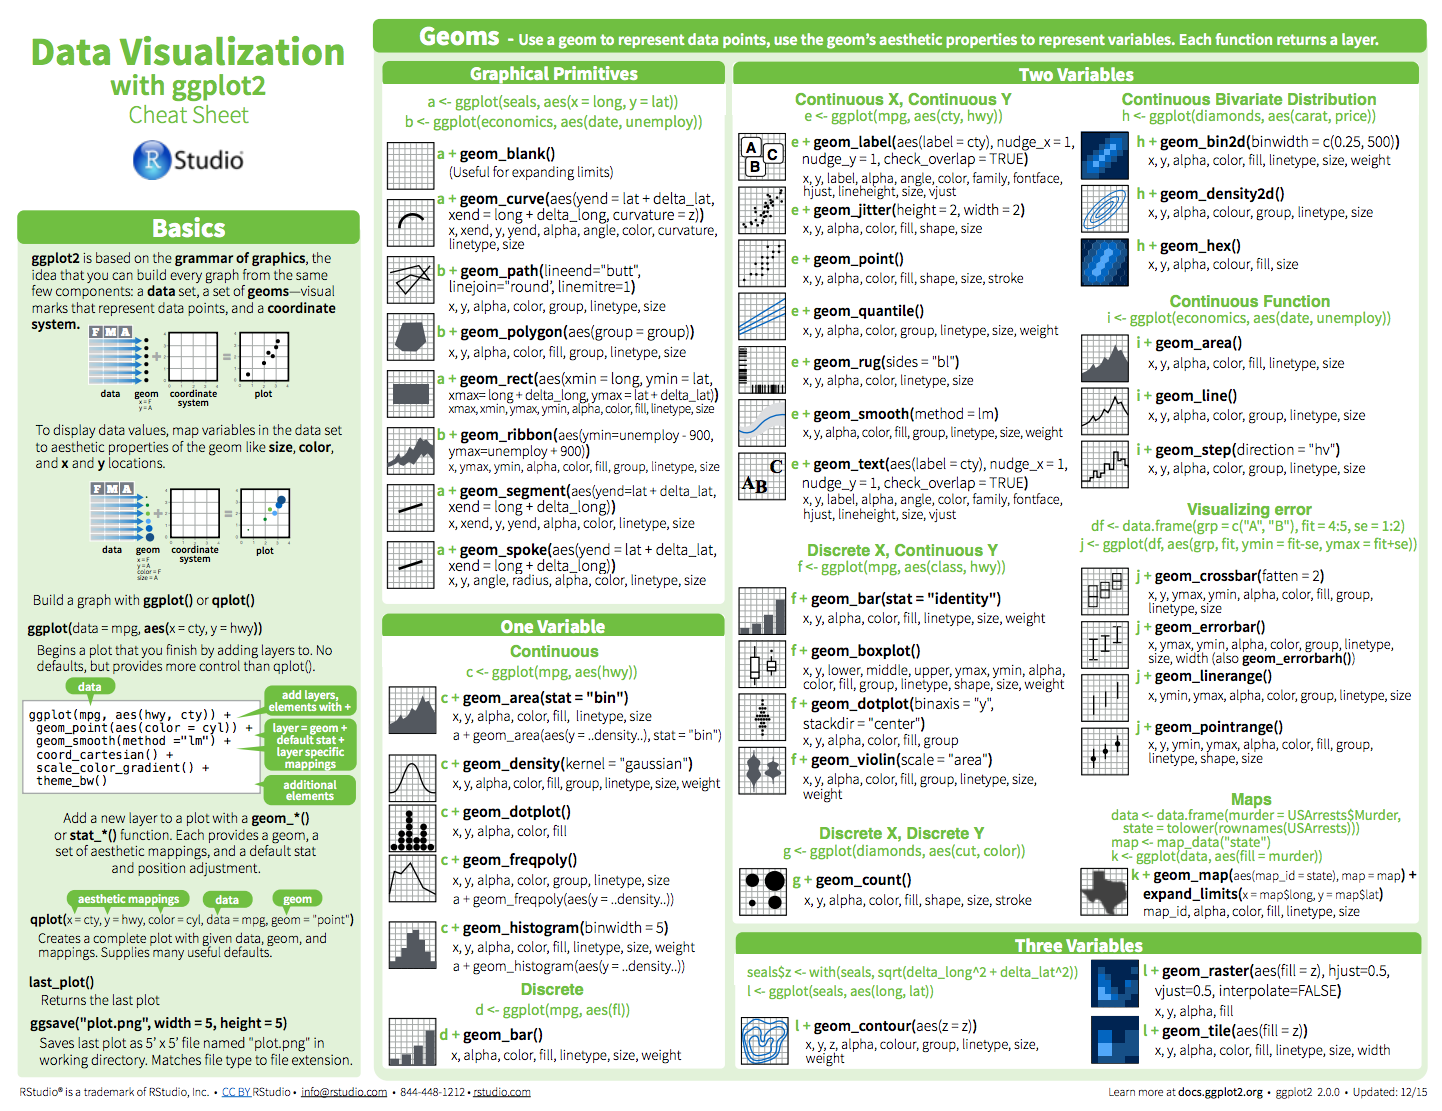 Data Visualization
with ggplot2
Cheat Sheet
R Studio®
Basics
ggplot2 is based on the grammar of graphics, the
idea that you can build every graph from the same
few components: a data set, a set of geoms—visual
marks that represent data points, and a coordinate
system.
F M A
data
geom
x = F
y = A
coordinate
system
plot
To display data values, map variables in the data set
to aesthetic properties of the geom like size, color,
and x and y locations.
F M A
data
geom
x = F
y = A
color = F
size = A
coordinate
system
plot
Build a graph with ggplot() or qplot()
ggplot(data = mpg, aes(x = cty, y = hwy))
Begins a plot that you finish by adding layers to. No
defaults, but provides more control than qplot().
data
ggplot(mpg, aes(hwy, cty)) +
geom_point(aes(color = cyl)) +
geom_smooth(method ="lm") +
coord_cartesian() +
scale_color_gradient() +
theme_bw()
add layers,
elements with +
layer = geom +
default stat +
layer specific
mappings
additional
elements
Add a new layer to a plot with a geom_*()
or stat_*() function. Each provides a geom, a
set of aesthetic mappings, and a default stat
and position adjustment.
aesthetic mappings
data
geom
qplot(x = cty, y = hwy, color = cyl, data = mpg, geom = "point")
Creates a complete plot with given data, geom, and
mappings. Supplies many useful defaults.
last_plot()
Returns the last plot
ggsave("plot.png", width = 5, height = 5)
Saves last plot as 5’ x 5’ file named "plot.png" in
working directory. Matches file type to file extension.
Geoms - Use a geom to represent data points, use the geom’s aesthetic properties to represent variables. Each function returns a layer.
Graphical Primitives
a <- ggplot(seals, aes(x = long, y = lat))
b <- ggplot(economics, aes(date, unemploy))
a + geom_blank()
(Useful for expanding limits)
a + geom_curve(aes(yend = lat + delta_lat,
xend = long + delta_long, curvature = z))
x, xend, y, yend, alpha, angle, color, curvature,
linetype, size
b + geom_path(lineend="butt",
linejoin="round’, linemitre=1)
x, y, alpha, color, group, linetype, size
b + geom_polygon(aes(group = group))
x, y, alpha, color, fill, group, linetype, size
a + geom_rect(aes(xmin = long, ymin = lat,
xmax= long + delta_long, ymax = lat + delta_lat))
xmax, xmin, ymax, ymin, alpha, color, fill, linetype, size
b + geom_ribbon(aes(ymin=unemploy - 900,
ymax=unemploy + 900))
x, ymax, ymin, alpha, color, fill, group, linetype, size
a + geom_segment(aes(yend=lat + delta_lat,
xend = long + delta_long))
x, xend, y, yend, alpha, color, linetype, size
a + geom_spoke(aes(yend = lat + delta_lat,
xend = long + delta_long))
x, y, angle, radius, alpha, color, linetype, size
One Variable
Continuous
c <- ggplot(mpg, aes(hwy))
c + geom_area(stat = "bin")
x, y, alpha, color, fill, linetype, size
a + geom_area(aes(y = ..density..), stat = "bin")
c + geom_density(kernel = "gaussian")
x, y, alpha, color, fill, group, linetype, size, weight
c + geom_dotplot()
x, y, alpha, color, fill
c + geom_freqpoly()
x, y, alpha, color, group, linetype, size
a + geom_freqpoly(aes(y = ..density..))
c + geom_histogram(binwidth = 5)
x, y, alpha, color, fill, linetype, size, weight
a + geom_histogram(aes(y = ..density..))
Discrete
d <- ggplot(mpg, aes(fl))
d + geom_bar()
x, alpha, color, fill, linetype, size, weight
Two Variables
Continuous X, Continuous Y
e <- ggplot(mpg, aes(cty, hwy))
A
B
C
e + geom_label(aes(label = cty), nudge_x = 1,
nudge_y = 1, check_overlap = TRUE)
x, y, label, alpha, angle, color, family, fontface,
hjust, lineheight, size, vjust
e + geom_jitter(height = 2, width = 2)
x, y, alpha, color, fill, shape, size
e + geom_point()
x, y, alpha, color, fill, shape, size, stroke
e + geom_quantile()
x, y, alpha, color, group, linetype, size, weight
e + geom_rug(sides = "bl")
x, y, alpha, color, linetype, size
e + geom_smooth(method = lm)
x, y, alpha, color, fill, group, linetype, size, weight
A
B
C
e + geom_text(aes(label = cty), nudge_x = 1,
nudge_y = 1, check_overlap = TRUE)
x, y, label, alpha, angle, color, family, fontface,
hjust, lineheight, size, vjust
Discrete X, Continuous Y
f <- ggplot(mpg, aes(class, hwy))
f + geom_bar(stat = "identity")
x, y, alpha, color, fill, linetype, size, weight
f + geom_boxplot()
x, y, lower, middle, upper, ymax, ymin, alpha,
color, fill, group, linetype, shape, size, weight
f + geom_dotplot(binaxis = "y",
stackdir = "center")
x, y, alpha, color, fill, group
f + geom_violin(scale = "area")
x, y, alpha, color, fill, group, linetype, size,
weight
Discrete X, Discrete Y
g <- ggplot(diamonds, aes(cut, color))
g + geom_count()
x, y, alpha, color, fill, shape, size, stroke
Continuous Bivariate Distribution
h <- ggplot(diamonds, aes(carat, price))
h + geom_bin2d(binwidth = c(0.25, 500))
x, y, alpha, color, fill, linetype, size, weight
h + geom_density2d()
x, y, alpha, colour, group, linetype, size
h + geom_hex()
x, y, alpha, colour, fill, size
Continuous Function
i <- ggplot(economics, aes(date, unemploy))
i + geom_area()
x, y, alpha, color, fill, linetype, size
i + geom_line()
x, y, alpha, color, group, linetype, size
i + geom_step(direction = "hv")
x, y, alpha, color, group, linetype, size
Visualizing error
df <- data.frame(grp = c("A", "B"), fit = 4:5, se = 1:2)
j <- ggplot(df, aes(grp, fit, ymin = fit-se, ymax = fit+se))
j + geom_crossbar(fatten = 2)
x, y, ymax, ymin, alpha, color, fill, group,
linetype, size
j + geom_errorbar()
x, ymax, ymin, alpha, color, group, linetype,
size, width (also geom_errorbarh())
j + geom_linerange()
x, ymin, ymax, alpha, color, group, linetype, size
j + geom_pointrange()
x, y, ymin, ymax, alpha, color, fill, group,
linetype, shape, size
Maps
data <- data.frame(murder = USArrests$Murder,
state = tolower(rownames(USArrests)))
map <- map_data("state")
k <- ggplot(data, aes(fill = murder))
k + geom_map(aes(map_id = state), map = map) +
expand_limits(x = map$long, y = map$lat)
map_id, alpha, color, fill, linetype, size
Three Variables
seals$z <- with(seals, sqrt(delta_long^2 + delta_lat^2))
l <- ggplot(seals, aes(long, lat))
l + geom_contour(aes(z = z))
x, y, z, alpha, colour, group, linetype, size,
weight
l + geom_raster(aes(fill = z), hjust=0.5,
vjust=0.5, interpolate=FALSE)
x, y, alpha, fill
l + geom_tile(aes(fill = z))
x, y, alpha, color, fill, linetype, size, width
RStudio® is a trademark of RStudio, Inc. • CC BY RStudio • info@rstudio.com • 844-448-1212 • rstudio.com
Learn more at docs.ggplot2.org • ggplot2 2.0.0 • Updated: 12/15